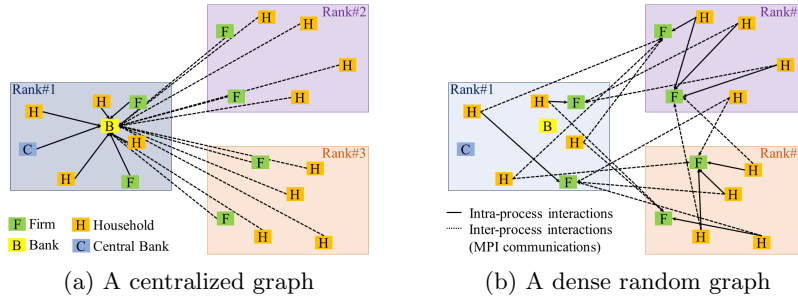 Rank#2
F
H
H
H
F
H
Rank#1
H
H
F
B
H
C
H
F
Rank#3
F
H
H
F
H
H
F Firm
H Household
B Bank
C Central Bank
(a) A centralized graph
Rank#
F
H
H
H
F
H
Rank#1
H
H
F
B
H
C
H
F
Rank#
F
H
H
F
H
H
Intra-process interactions
Inter-process interactions
(MPI communications)
(b) A dense random graph